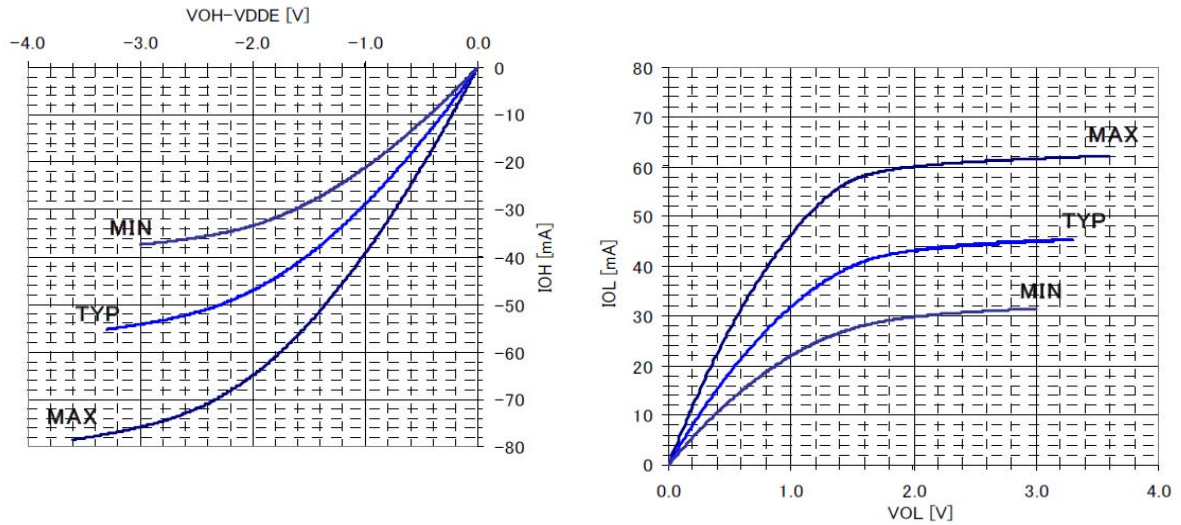 VOH-VDDE [V]
-4.0 -3.0 -2.0 -1.0 0.0
0
-10
-20
-30
-40
-50
-60
-70
-80
IOH [mA]
MIN
TYP
MAX
80
70
60
50
40
30
20
10
0
IOL [mA]
MAX
TYP
MIN
0.0 1.0 2.0 3.0 4.0
VOL [V]